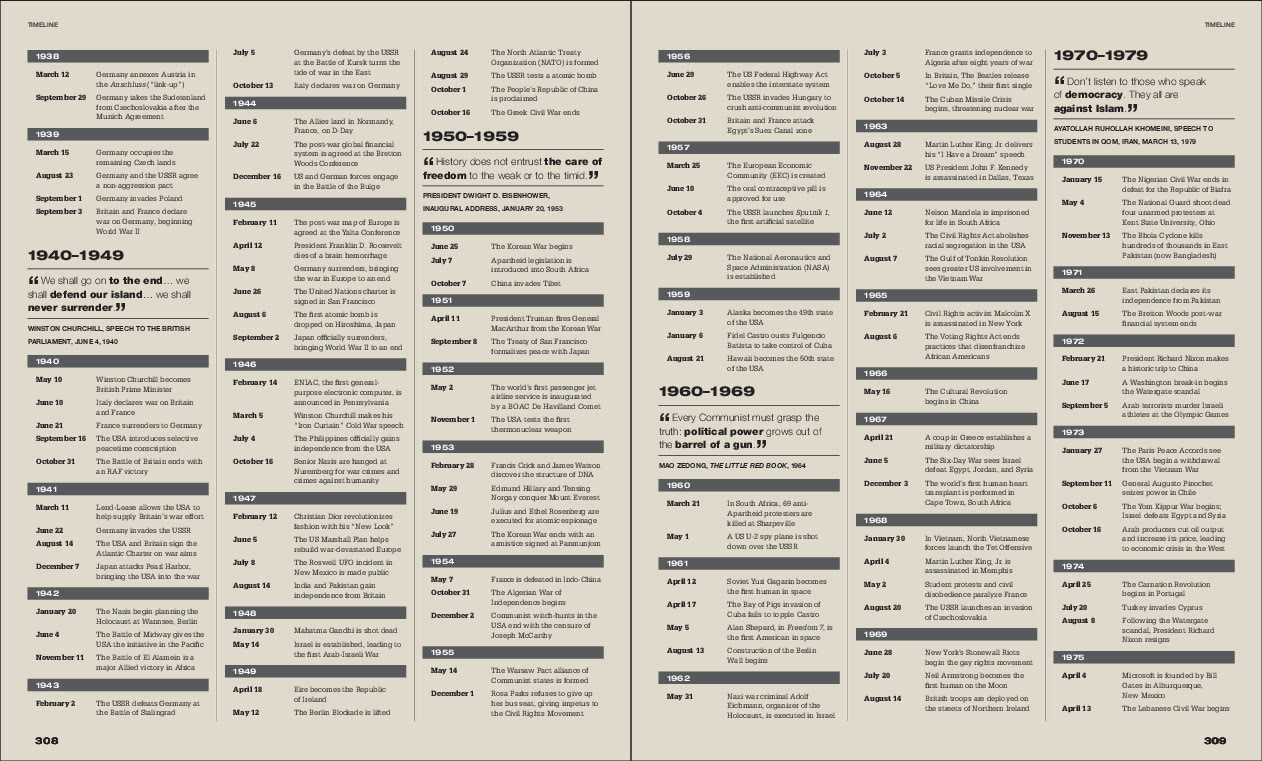 TIMELINE
1938
March 12 Germany annexes Austria in
the Anschluss ("link-up")
September 29 Germany takes the Sudetenland
from Czechoslovakia after the
Munich Agreement
1939
March 15 Germany occupies the
remaining Czech lands
August 23 Germany and the USSR agree
a non-aggression pact
September 1 Germany invades Poland
September 3 Britain and France declare
war on Germany, beginning
World War II
1940–1949
“We shall go on to the end… we
shall defend our island… we shall
never surrender.”
WINSTON CHURCHILL, SPEECH TO THE BRITISH
PARLIAMENT, JUNE 4, 1940
1940
May 10 Winston Churchill becomes
British Prime Minister
June 10 Italy declares war on Britain
and France
June 21 France surrenders to Germany
September 16 The USA introduces selective
peacetime conscription
October 31 The Battle of Britain ends with
an RAF victory
1941
March 11 Lend-Lease allows the USA to
help supply Britain's war effort
June 22 Germany invades the USSR
August 14 The USA and Britain sign the
Atlantic Charter on war aims
December 7 Japan attacks Pearl Harbor,
bringing the USA into the war
1942
January 20 The Nazis begin planning the
Holocaust at Wannsee, Berlin
June 4 The Battle of Midway gives the
USA the initiative in the Pacific
November 11 The Battle of El Alamein is a
major Allied victory in Africa
1943
February 2 The USSR defeats Germany at
the Battle of Stalingrad
July 5 Germany's defeat by the USSR
at the Battle of Kursk turns the
tide of war in the East
October 13 Italy declares war on Germany
1944
June 6 The Allies land in Normandy,
France, on D-Day
July 22 The post-war global financial
system is agreed at the Bretton
Woods Conference
December 16 US and German forces engage
in the Battle of the Bulge
1945
February 11 The post-war map of Europe is
agreed at the Yalta Conference
April 12 President Franklin D. Roosevelt
dies of a brain hemorrhage
May 8 Germany surrenders, bringing
the war in Europe to an end
June 26 The United Nations charter is
signed in San Francisco
August 6 The first atomic bomb is
dropped on Hiroshima, Japan
September 2 Japan officially surrenders,
bringing World War II to an end
1946
February 14 ENIAC, the first general-
purpose electronic computer, is
announced in Pennsylvania
March 5 Winston Churchill makes his
"Iron Curtain" Cold War speech
July 4 The Philippines officially gains
independence from the USA
October 16 Senior Nazis are hanged at
Nuremberg for war crimes and
crimes against humanity
1947
February 12 Christian Dior revolutionizes
fashion with his "New Look"
June 5 The US Marshall Plan helps
rebuild war-devastated Europe
July 8 The Roswell UFO incident in
New Mexico is made public
August 14 India and Pakistan gain
independence from Britain
1948
January 30 Mahatma Gandhi is shot dead
May 14 Israel is established, leading to
the first Arab-Israeli War
1949
April 18 Eire becomes the Republic
of Ireland
May 12 The Berlin Blockade is lifted
August 24 The North Atlantic Treaty
Organization (NATO) is formed
August 29 The USSR tests a atomic bomb
October 1 The People's Republic of China
is proclaimed
October 16 The Greek Civil War ends
1950–1959
“History does not entrust the care of
freedom to the weak or to the timid.”
PRESIDENT DWIGHT D. EISENHOWER,
INAUGURAL ADDRESS, JANUARY 20, 1953
1950
June 25 The Korean War begins
July 7 Apartheid legislation is
introduced into South Africa
October 7 China invades Tibet
1951
April 11 President Truman fires General
MacArthur from the Korean War
September 8 The Treaty of San Francisco
formalizes peace with Japan
1952
May 2 The world's first passenger jet
airline service is inaugurated
by a BOAC De Havilland Comet
November 1 The USA tests the first
thermonuclear weapon
1953
February 28 Francis Crick and James Watson
discover the structure of DNA
May 29 Edmund Hillary and Tensing
Norgay conquer Mount Everest
June 19 Julius and Ethel Rosenberg are
executed for atomic espionage
July 27 The Korean War ends with an
armistice signed at Panmunjom
1954
May 7 France is defeated in Indo-China
October 31 The Algerian War of
Independence begins
December 2 Communist witch-hunts in the
USA end with the censure of
Joseph McCarthy
1955
May 14 The Warsaw Pact alliance of
Communist states is formed
December 1 Rosa Parks refuses to give up
her bus seat, giving impetus to
the Civil Rights Movement
308
TIMELINE
1956
June 29 The US Federal Highway Act
enables the interstate system
October 26 The USSR invades Hungary to
crush anti-communist revolution
October 31 Britain and France attack
Egypt's Suez Canal zone
1957
March 25 The European Economic
Community (EEC) is created
June 10 The oral contraceptive pill is
approved for use
October 4 The USSR launches Sputnik 1,
the first artificial satellite
1958
July 29 The National Aeronautics and
Space Administration (NASA)
is established
1959
January 3 Alaska becomes the 49th state
of the USA
January 6 Fidel Castro ousts Fulgencio
Batista to take control of Cuba
August 21 Hawaii becomes the 50th state
of the USA
1960–1969
“Every Communist must grasp the
truth: political power grows out of
the barrel of a gun.”
MAO ZEDONG, THE LITTLE RED BOOK, 1964
1960
March 21 In South Africa, 69 anti-
Apartheid protesters are
killed at Sharpeville
May 1 A US U-2 spy plane is shot
down over the USSR
1961
April 12 Soviet Yuri Gagarin becomes
the first human in space
April 17 The Bay of Pigs invasion of
Cuba fails to topple Castro
May 5 Alan Shepard, in Freedom 7, is
the first American in space
August 13 Construction of the Berlin
Wall begins
1962
May 31 Nazi war criminal Adolf
Eichmann, organizer of the
Holocaust, is executed in Israel
July 3 France grants independence to
Algeria after eight years of war
October 5 In Britain, The Beatles release
"Love Me Do," their first single
October 14 The Cuban Missile Crisis
begins, threatening nuclear war
1963
August 28 Martin Luther King, Jr. delivers
his "I Have a Dream" speech
November 22 US President John F. Kennedy
is assassinated in Dallas, Texas
1964
June 12 Nelson Mandela is imprisoned
for life in South Africa
July 2 The Civil Rights Act abolishes
racial segregation in the USA
August 7 The Gulf of Tonkin Resolution
sees greater US involvement in
the Vietnam War
1965
February 21 Civil Rights activist Malcolm X
is assassinated in New York
August 6 The Voting Rights Act ends
practices that disenfranchize
African Americans
1966
May 16 The Cultural Revolution
begins in China
1967
April 21 A coup in Greece establishes a
military dictatorship
June 5 The Six-Day War sees Israel
defeat Egypt, Jordan, and Syria
December 3 The world's first human heart
transplant is performed in
Cape Town, South Africa
1968
January 30 In Vietnam, North Vietnamese
forces launch the Tet Offensive
April 4 Martin Luther King, Jr. is
assassinated in Memphis
May 2 Student protests and civil
disobedience paralyze France
August 20 The USSR launches an invasion
of Czechoslovakia
1969
June 28 New York's Stonewall Riots
begin the gay rights movement
July 20 Neil Armstrong becomes the
first human on the Moon
August 14 British troops are deployed on
the streets of Northern Ireland
1970–1979
“Don't listen to those who speak
of democracy. They all are
against Islam.”
AYATOLLAH RUHOLLAH KHOMEINI, SPEECH TO
STUDENTS IN QOM, IRAN, MARCH 13, 1979
1970
January 15 The Nigerian Civil War ends in
defeat for the Republic of Biafra
May 4 The National Guard shoot dead
four unarmed protesters at
Kent State University, Ohio
November 13 The Bhola Cyclone kills
hundreds of thousands in East
Pakistan (now Bangladesh)
1971
March 26 East Pakistan declares its
independence from Pakistan
August 15 The Bretton Woods post-war
financial system ends
1972
February 21 President Richard Nixon makes
a historic trip to China
June 17 A Washington break-in begins
the Watergate scandal
September 5 Arab terrorists murder Israeli
athletes at the Olympic Games
1973
January 27 The Paris Peace Accords see
the USA begin a withdrawal
from the Vietnam War
September 11 General Augusto Pinochet
seizes power in Chile
October 6 The Yom Kippur War begins;
Israel defeats Egypt and Syria
October 16 Arab producers cut oil output
and increase its price, leading
to economic crisis in the West
1974
April 25 The Carnation Revolution
begins in Portugal
July 20 Turkey invades Cyprus
August 8 Following the Watergate
scandal, President Richard
Nixon resigns
1975
April 4 Microsoft is founded by Bill
Gates in Albuquerque,
New Mexico
April 13 The Lebanese Civil War begins
309